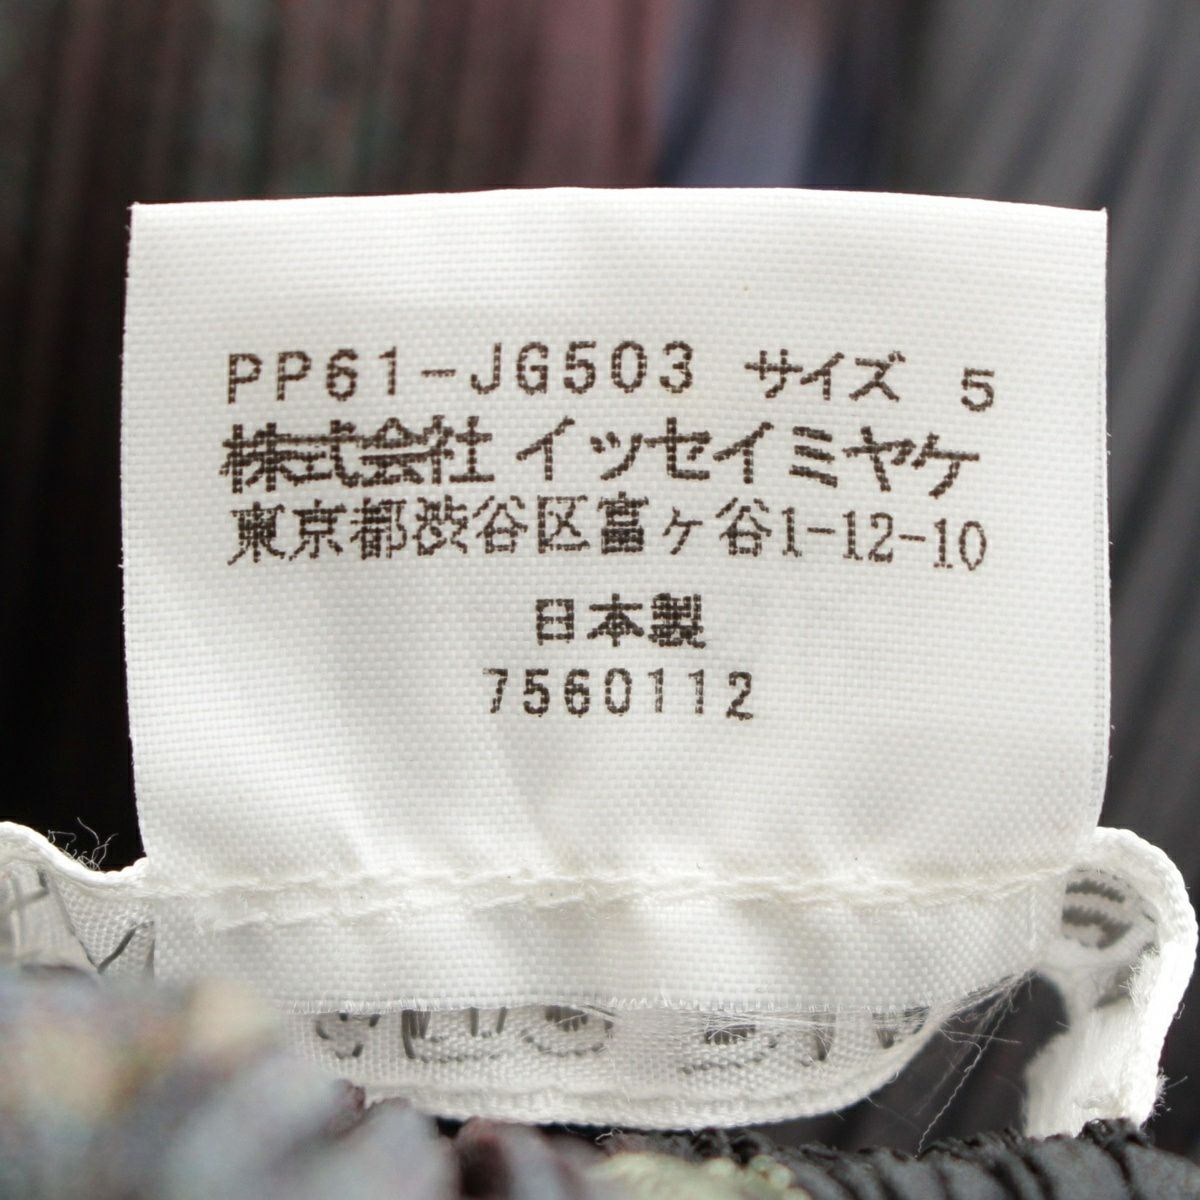 PP61-JG503 サイズ 5
株式会社イッセイミヤケ
東京都渋谷区富ヶ谷1-12-10
日本製
7560112